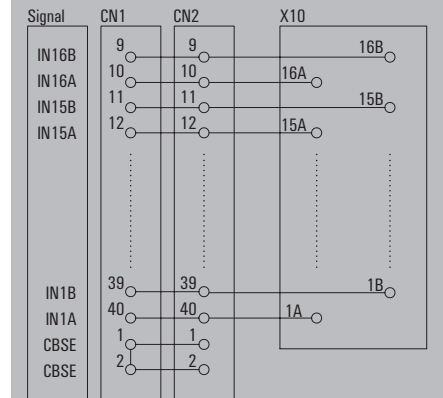 Signal CN1 CN2 X10
IN16B 9 9 16B
IN16A 10 10 16A
IN15B 11 11 15B
IN15A 12 12 15A
IN1B 39 39 1B
IN1A 40 40 1A
CBSE 1 1
CBSE 2 2